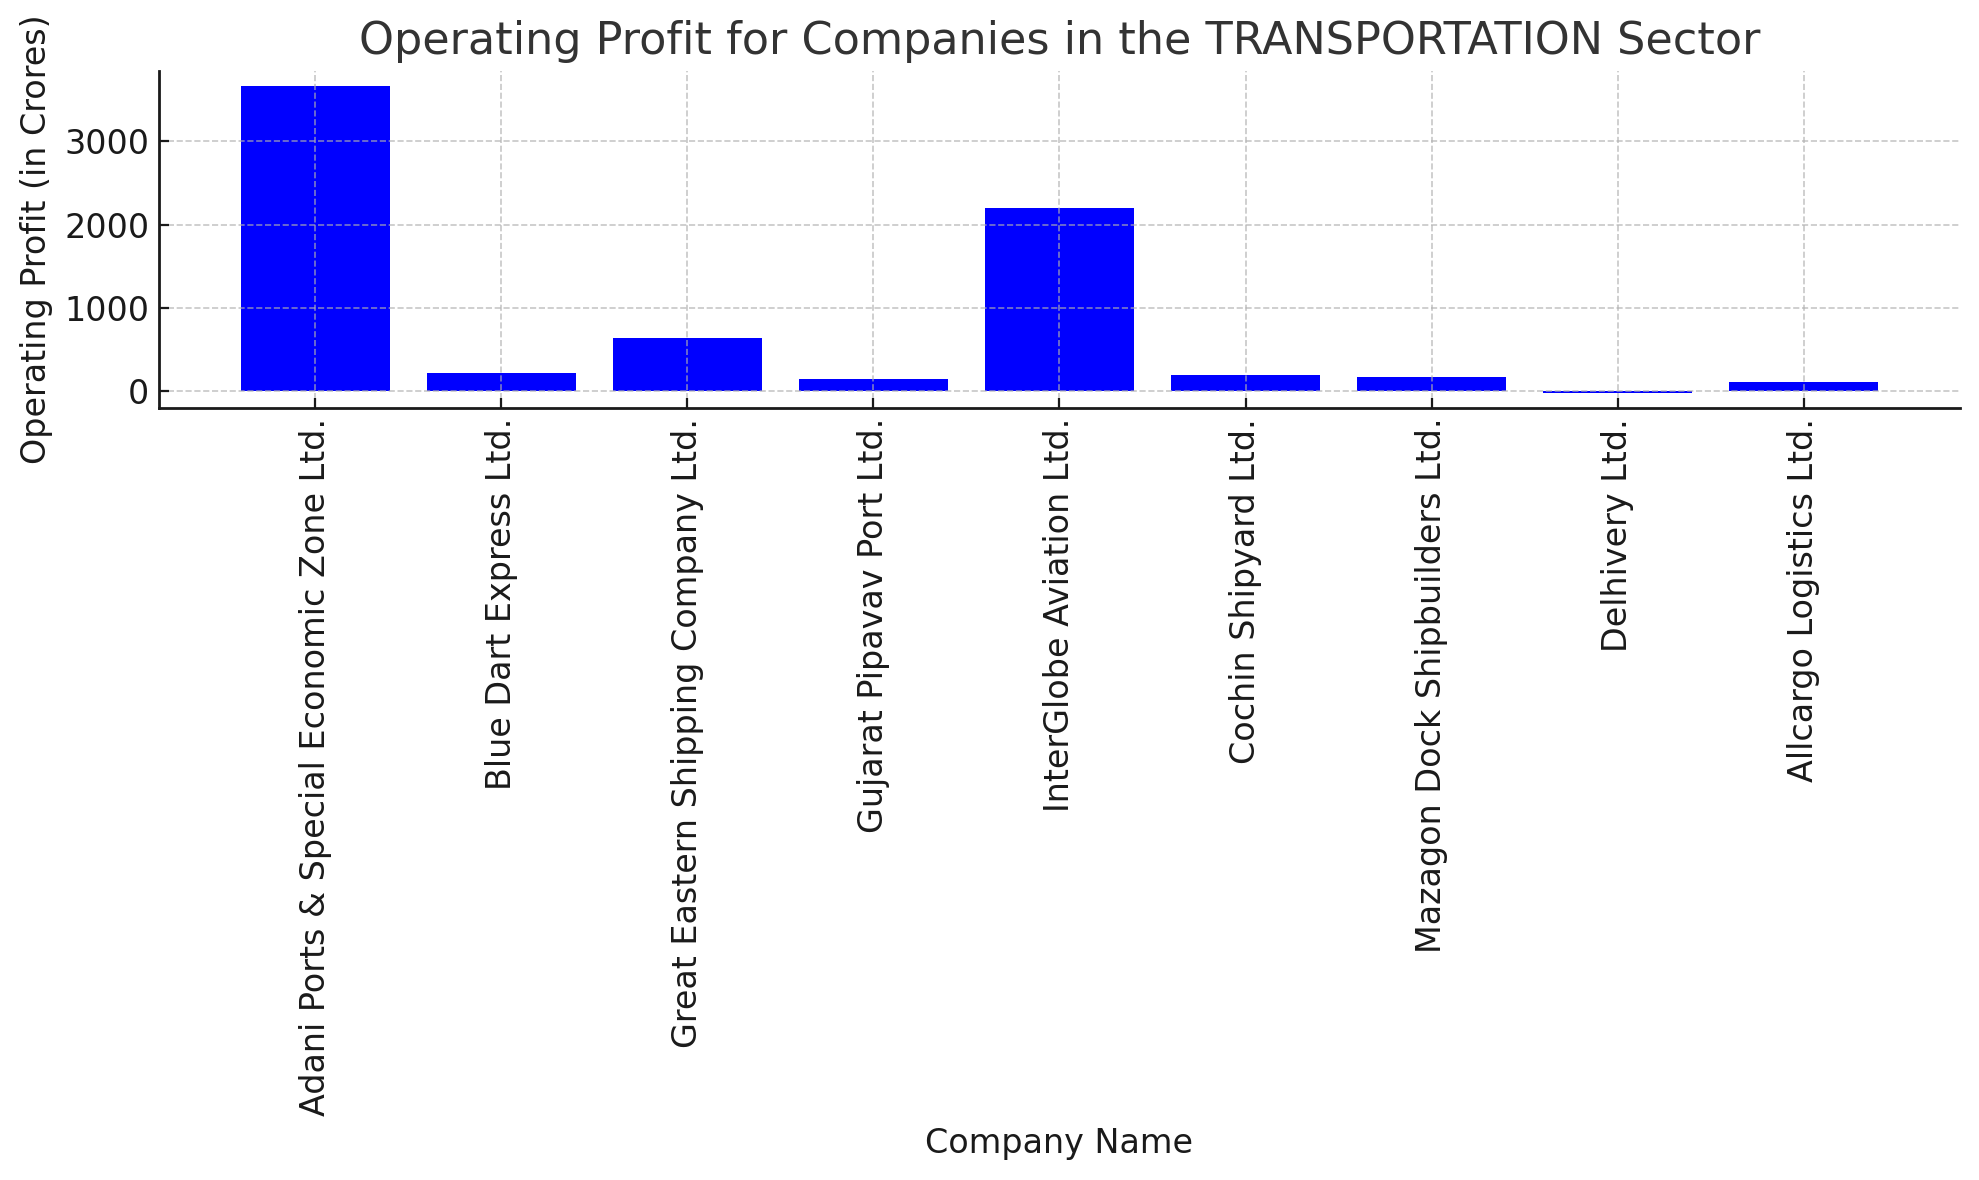 Operating Profit for Companies in the TRANSPORTATION Sector
Operating Profit (in Crores)
3000
2000
1000
0
Adani Ports & Special Economic Zone Ltd.
Blue Dart Express Ltd.
Great Eastern Shipping Company Ltd.
Gujarat Pipavav Port Ltd.
InterGlobe Aviation Ltd.
Cochin Shipyard Ltd.
Mazagon Dock Shipbuilders Ltd.
Delhivery Ltd.
Allcargo Logistics Ltd.
Company Name